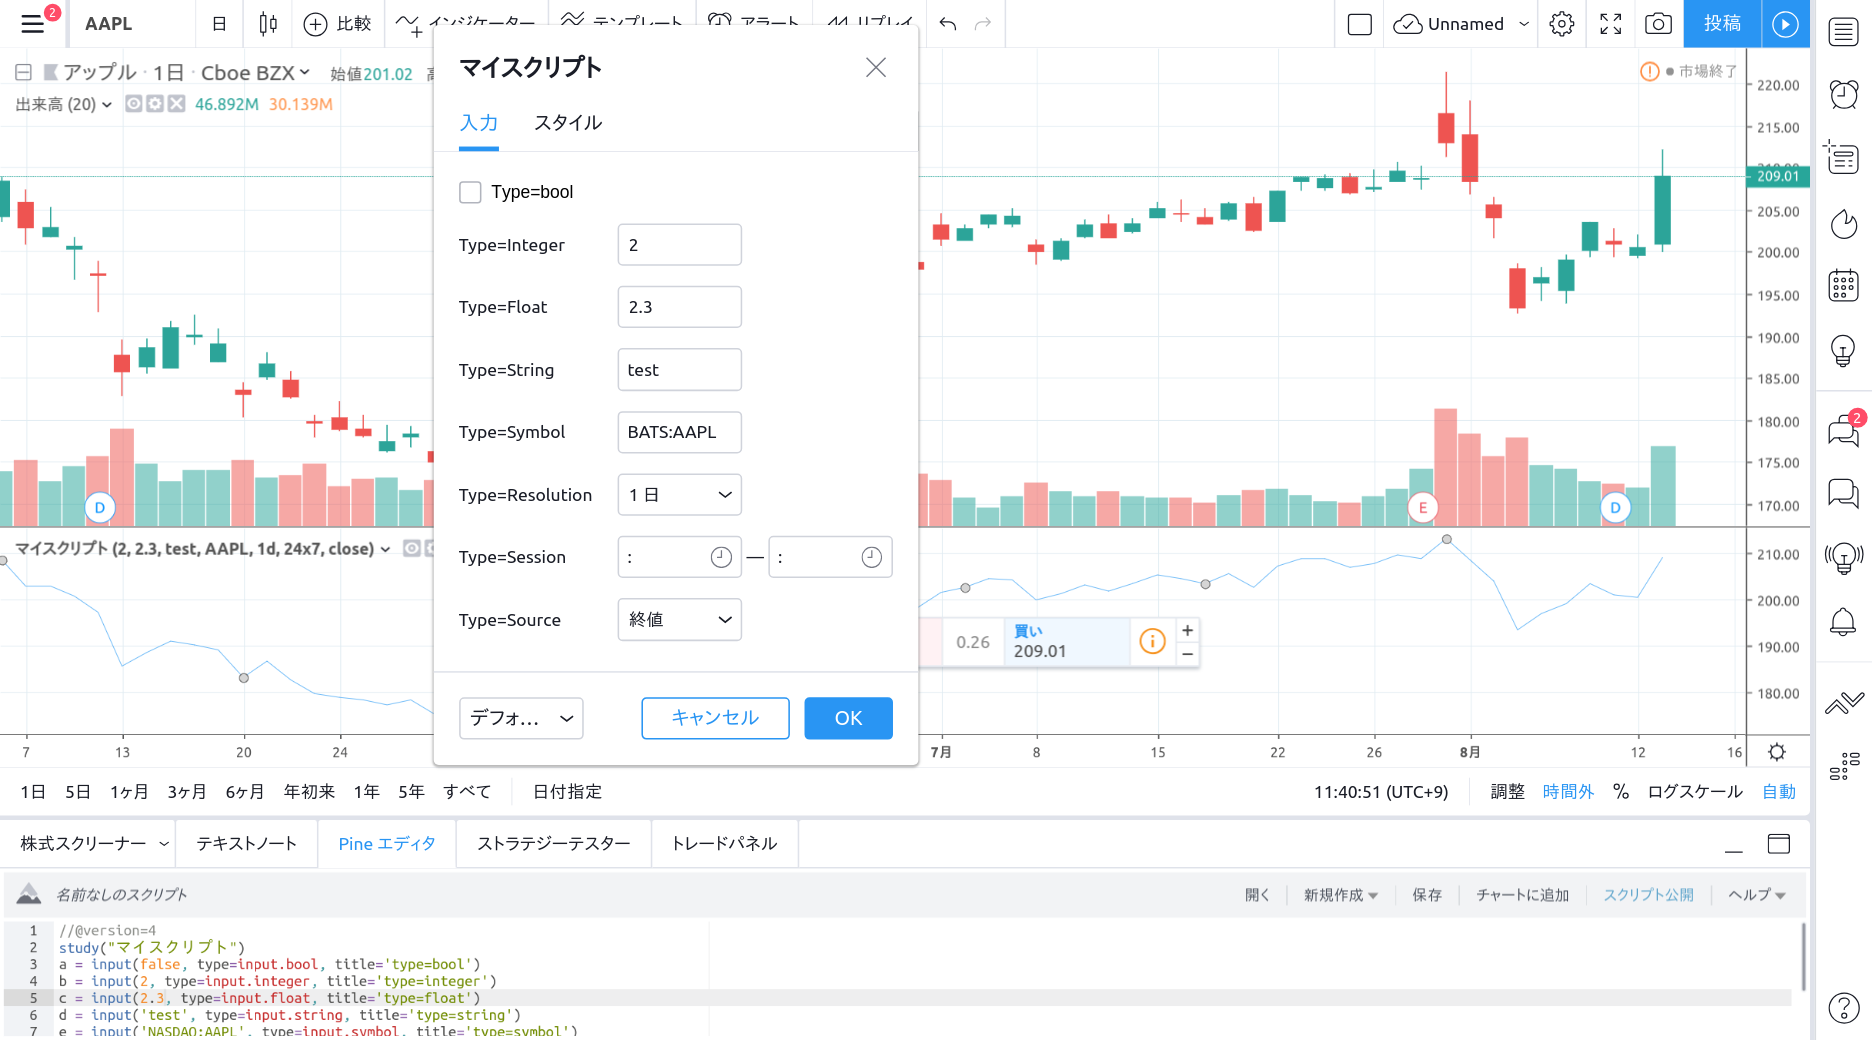 2
AAPL
日
比較
インジケーター
テンプレート
アラート
リプレイ
Unnamed
投稿
アップル · 1日 · Cboe BZX
始値201.02
出来高 (20)
46.892M 30.139M
市場終了
マイスクリプト
入力 スタイル
Type=bool
Type=Integer 2
Type=Float 2.3
Type=String test
Type=Symbol BATS:AAPL
Type=Resolution 1 日
Type=Session : — :
Type=Source 終値
デフォ... キャンセル OK
220.00
215.00
209.01
205.00
200.00
195.00
190.00
185.00
180.00
175.00
170.00
D
E
D
マイスクリプト (2, 2.3, test, AAPL, 1d, 24x7, close)
210.00
200.00
190.00
180.00
0.26
買い
209.01
+
−
7 13 20 24 7月 8 15 22 26 8月 12 16
1日 5日 1ヶ月 3ヶ月 6ヶ月 年初来 1年 5年 すべて 日付指定
11:40:51 (UTC+9) 調整 時間外 % ログスケール 自動
株式スクリーナー テキストノート Pine エディタ ストラテジーテスター トレードパネル
名前なしのスクリプト
開く 新規作成 保存 チャートに追加 スクリプト公開 ヘルプ
1 //@version=4
2 study("マイスクリプト")
3 a = input(false, type=input.bool, title='type=bool')
4 b = input(2, type=input.integer, title='type=integer')
5 c = input(2.3, type=input.float, title='type=float')
6 d = input('test', type=input.string, title='type=string')
7 e = input('NASDAQ:AAPL', type=input.symbol, title='type=symbol')
2